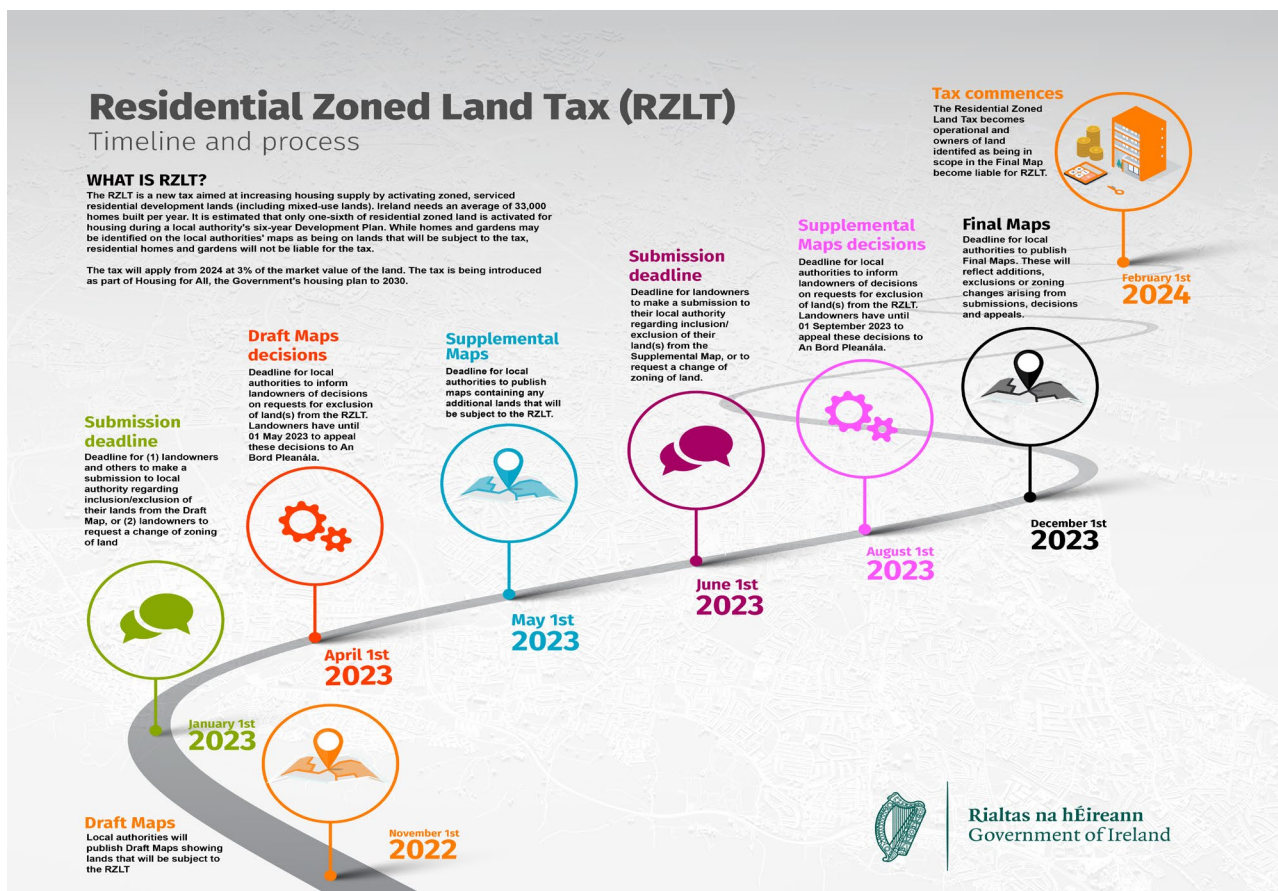 Residential Zoned Land Tax (RZLT)
Timeline and process
WHAT IS RZLT?
The RZLT is a new tax aimed at increasing housing supply by activating zoned, serviced
residential development lands (including mixed-use lands). Ireland needs an average of 33,000
homes built per year. It is estimated that only one-sixth of residential zoned land is activated for
housing during a local authority's six-year Development Plan. While homes and gardens may
be identified on the local authorities' maps as being on lands that will be subject to the tax,
residential homes and gardens will not be liable for the tax.
The tax will apply from 2024 at 3% of the market value of the land. The tax is being introduced
as part of Housing for All, the Government's housing plan to 2030.
Draft Maps
Local authorities will
publish Draft Maps showing
lands that will be subject to
the RZLT
November 1st
2022
Submission
deadline
Deadline for (1) landowners
and others to make a
submission to local
authority regarding
inclusion/exclusion of
their lands from the Draft
Map, or (2) landowners to
request a change of zoning
of land
January 1st
2023
Draft Maps
decisions
Deadline for local
authorities to inform
landowners of decisions
on requests for exclusion
of land(s) from the RZLT.
Landowners have until
01 May 2023 to appeal
these decisions to An
Bord Pleanála.
April 1st
2023
Supplemental
Maps
Deadline for local
authorities to publish
maps containing any
additional lands that will
be subject to the RZLT.
May 1st
2023
Submission
deadline
Deadline for landowners
to make a submission to
their local authority
regarding inclusion/
exclusion of their
land(s) from the
Supplemental Map, or to
request a change of
zoning of land.
June 1st
2023
Supplemental
Maps decisions
Deadline for local
authorities to inform
landowners of decisions
on requests for exclusion
of land(s) from the RZLT.
Landowners have until
01 September 2023 to
appeal these decisions to
An Bord Pleanála.
August 1st
2023
Final Maps
Deadline for local
authorities to publish
Final Maps. These will
reflect additions,
exclusions or zoning
changes arising from
submissions, decisions
and appeals.
December 1st
2023
Tax commences
The Residential Zoned
Land Tax becomes
operational and
owners of land
identifed as being in
scope in the Final Map
become liable for RZLT.
February 1st
2024
Rialtas na hÉireann
Government of Ireland